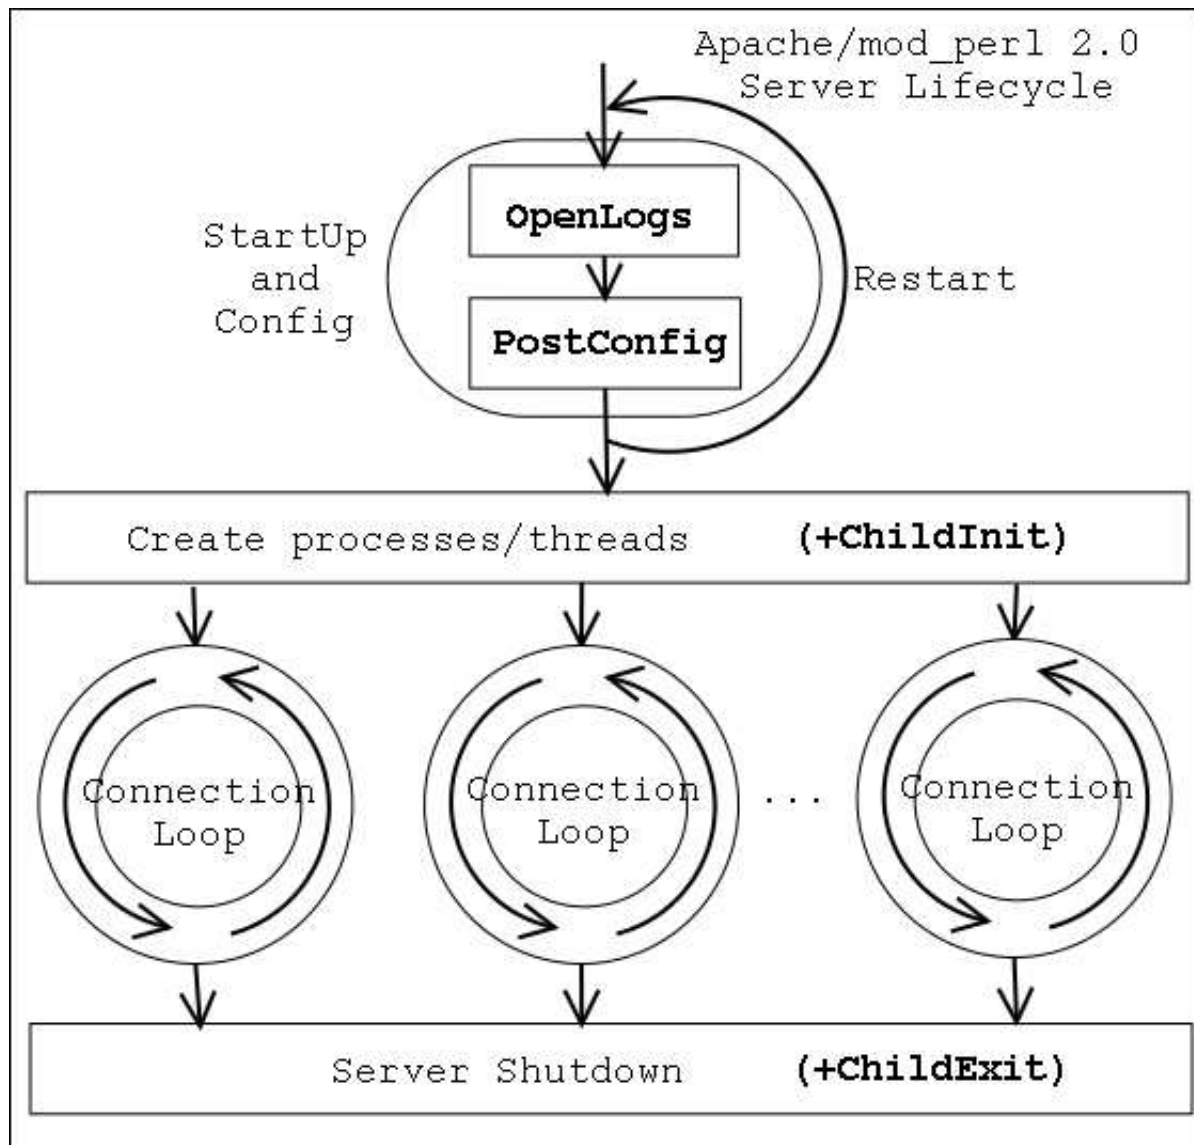 Apache/mod_perl 2.0
Server Lifecycle
OpenLogs
StartUp
and
Config
Restart
PostConfig
Create processes/threads (+ChildInit)
Connection
Loop
Connection
Loop
...
Connection
Loop
Server Shutdown (+ChildExit)